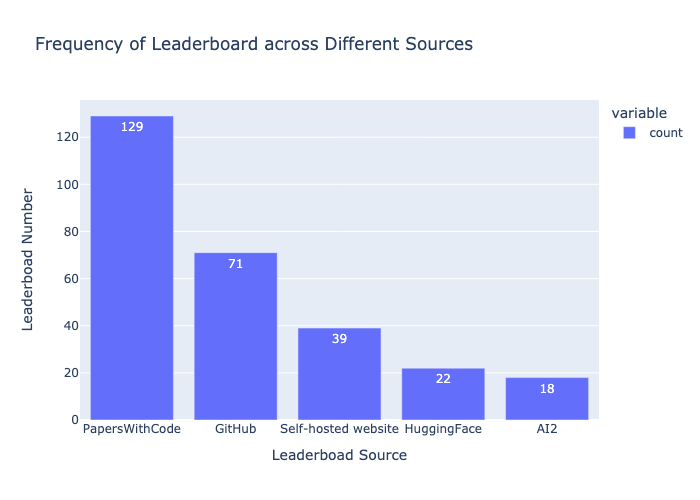 Frequency of Leaderboard across Different Sources
variable
count
Leaderboad Number
120
100
80
60
40
20
0
129
71
39
22
18
PapersWithCode
GitHub
Self-hosted website
HuggingFace
AI2
Leaderboad Source